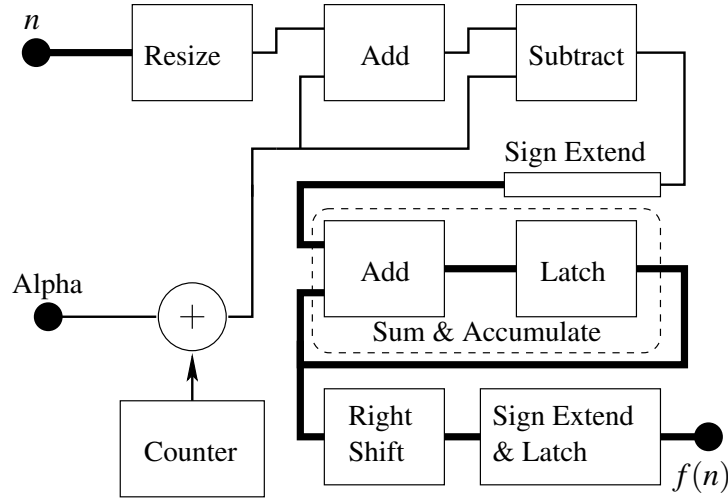 n
Resize
Add
Subtract
Sign Extend
Alpha
+
Add
Latch
Sum & Accumulate
Counter
Right
Shift
Sign Extend
& Latch
f(n)